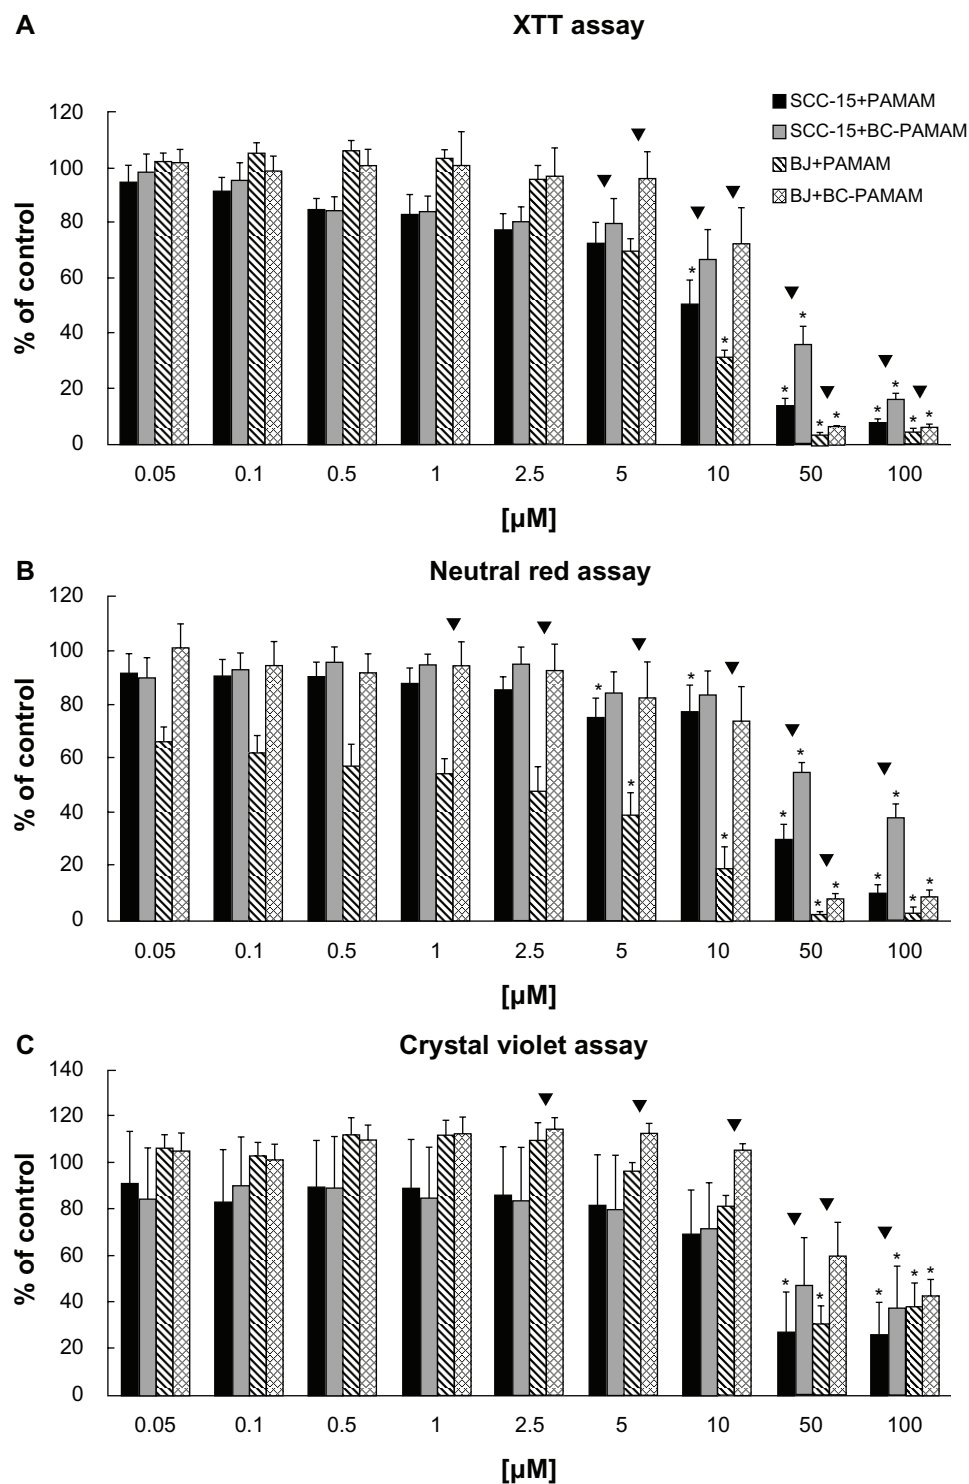 A
XTT assay
SCC-15+PAMAM
SCC-15+BC-PAMAM
BJ+PAMAM
BJ+BC-PAMAM
% of control
120
100
80
60
40
20
0
0.05 0.1 0.5 1 2.5 5 10 50 100
[µM]
B
Neutral red assay
% of control
120
100
80
60
40
20
0
0.05 0.1 0.5 1 2.5 5 10 50 100
[µM]
C
Crystal violet assay
% of control
140
120
100
80
60
40
20
0
0.05 0.1 0.5 1 2.5 5 10 50 100
[µM]